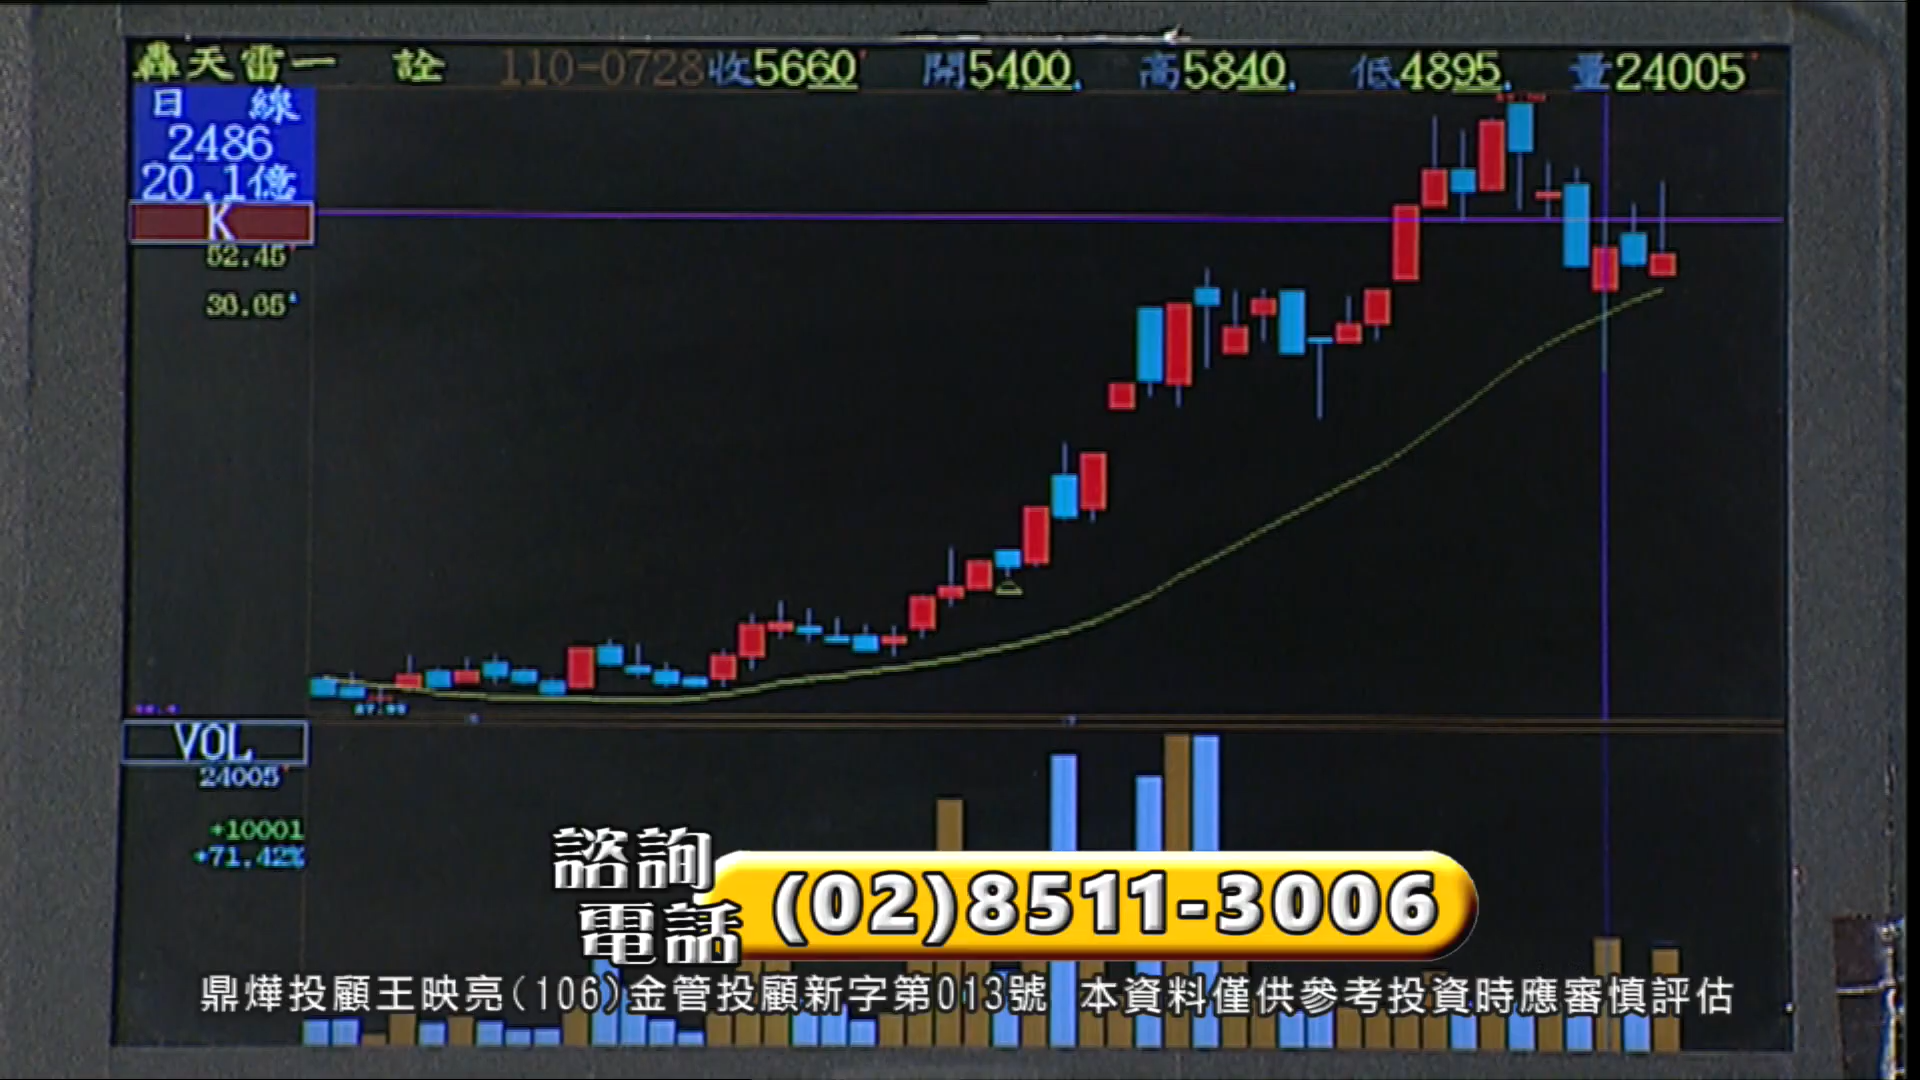 轟天雷一 詮 110-0728 收5660 開5400 高5840 低4895 量24005
日 線
2486
20.1億
K
52.45
30.65
VOL
24005
+10001
+71.42%
諮詢
電話
(02)8511-3006
鼎燁投顧王映亮(106)金管投顧新字第013號 本資料僅供參考投資時應審慎評估